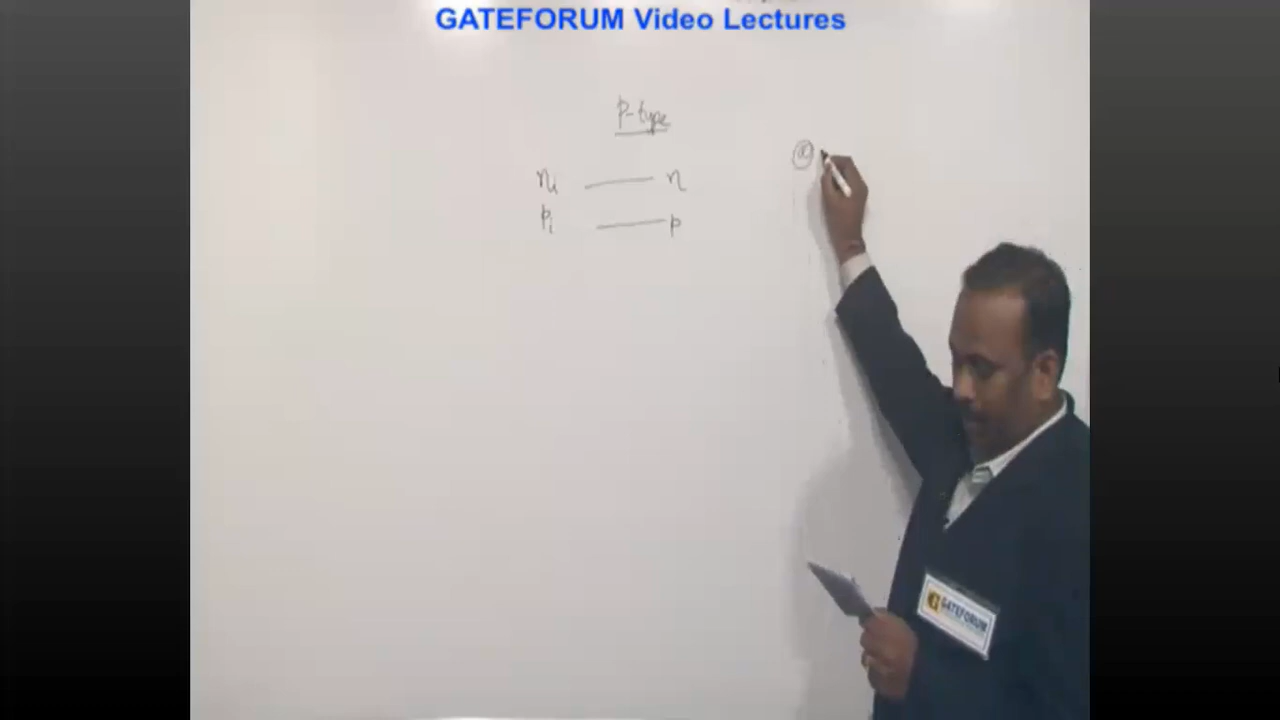 GATEFORUM Video Lectures
P-type
nᵢ — n
pᵢ — p
GATEFORUM